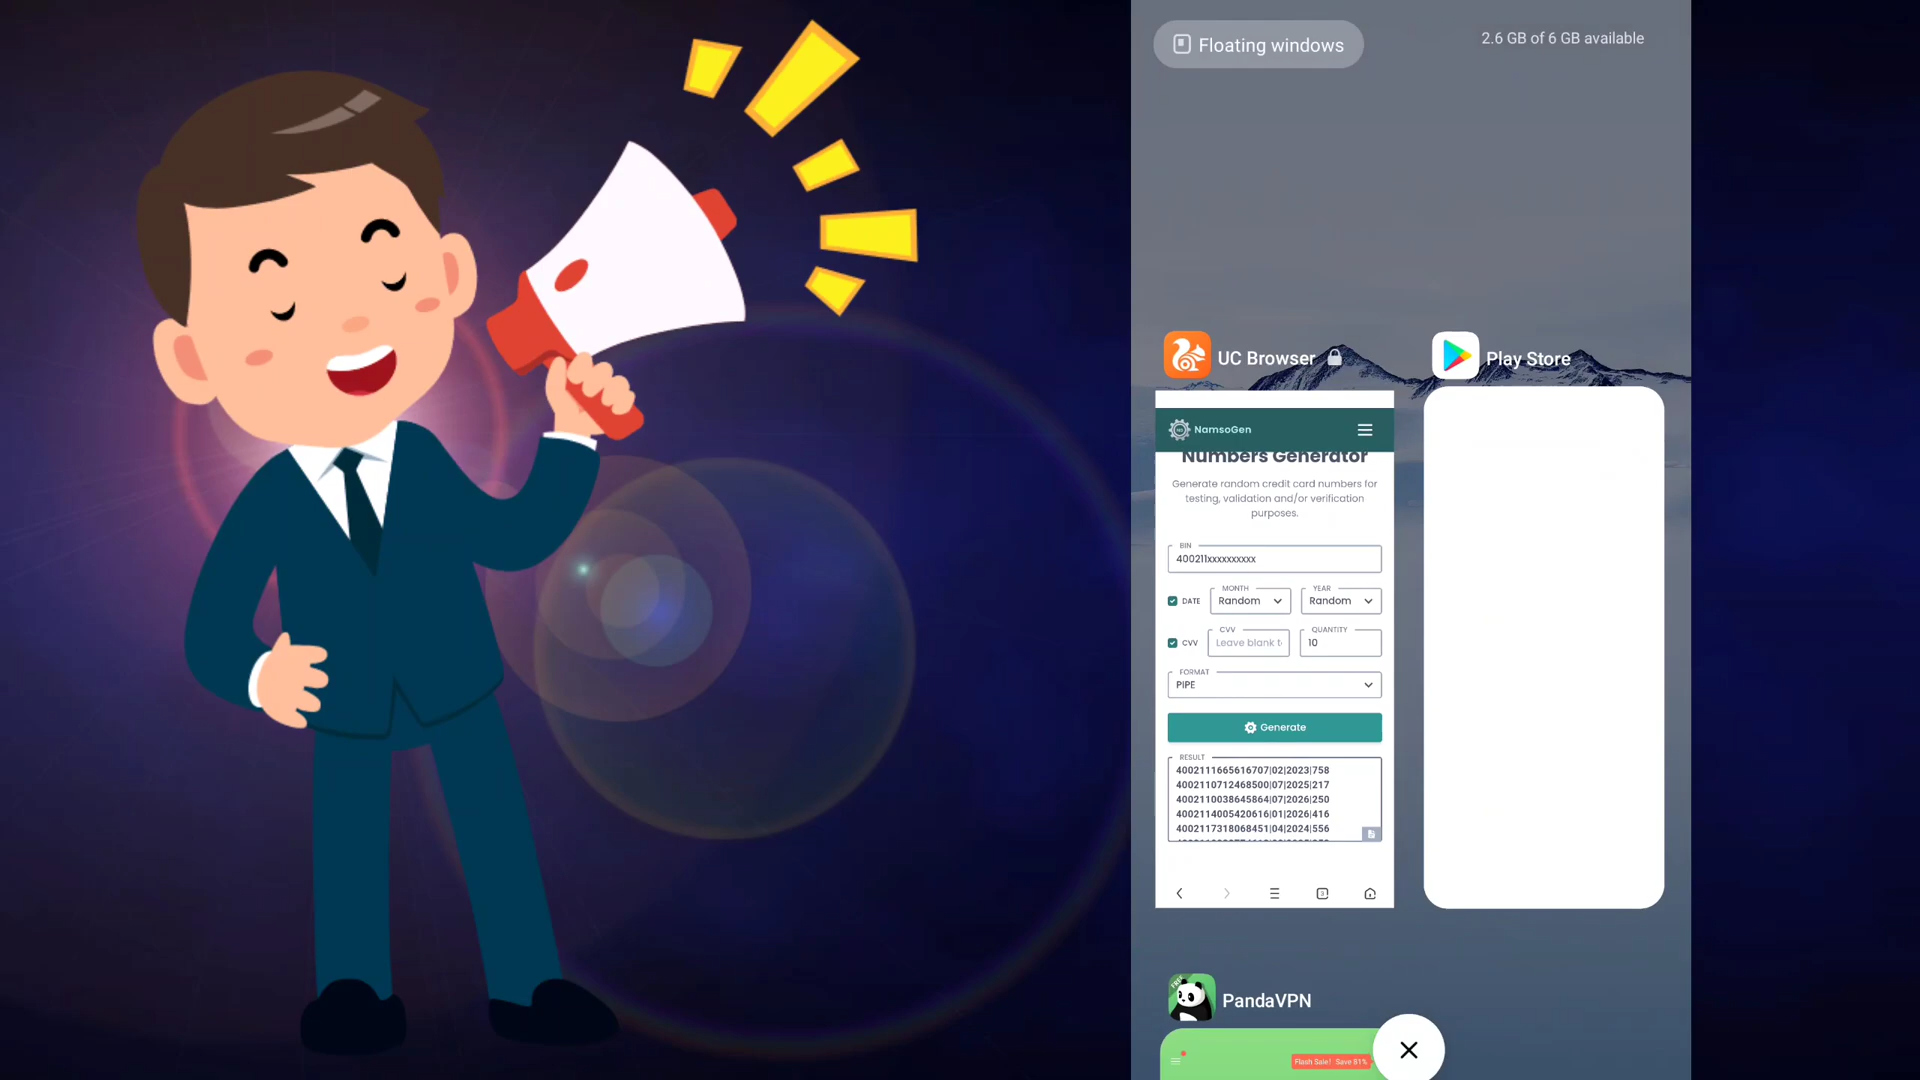 Floating windows
2.6 GB of 6 GB available
UC Browser
Play Store
NamsoGen
Numbers Generator
Generate random credit card numbers for
testing, validation and/or verification
purposes.
BIN
400211xxxxxxxxxx
DATE
MONTH
Random
YEAR
Random
CVV
CVV
Leave blank t
QUANTITY
10
FORMAT
PIPE
Generate
RESULT
4002111665616707|02|2023|758
4002110712468500|07|2025|217
4002110038645864|07|2026|250
4002114005420616|01|2026|416
4002117318068451|04|2024|556
FREE
PandaVPN
Flash Sale! Save 81%